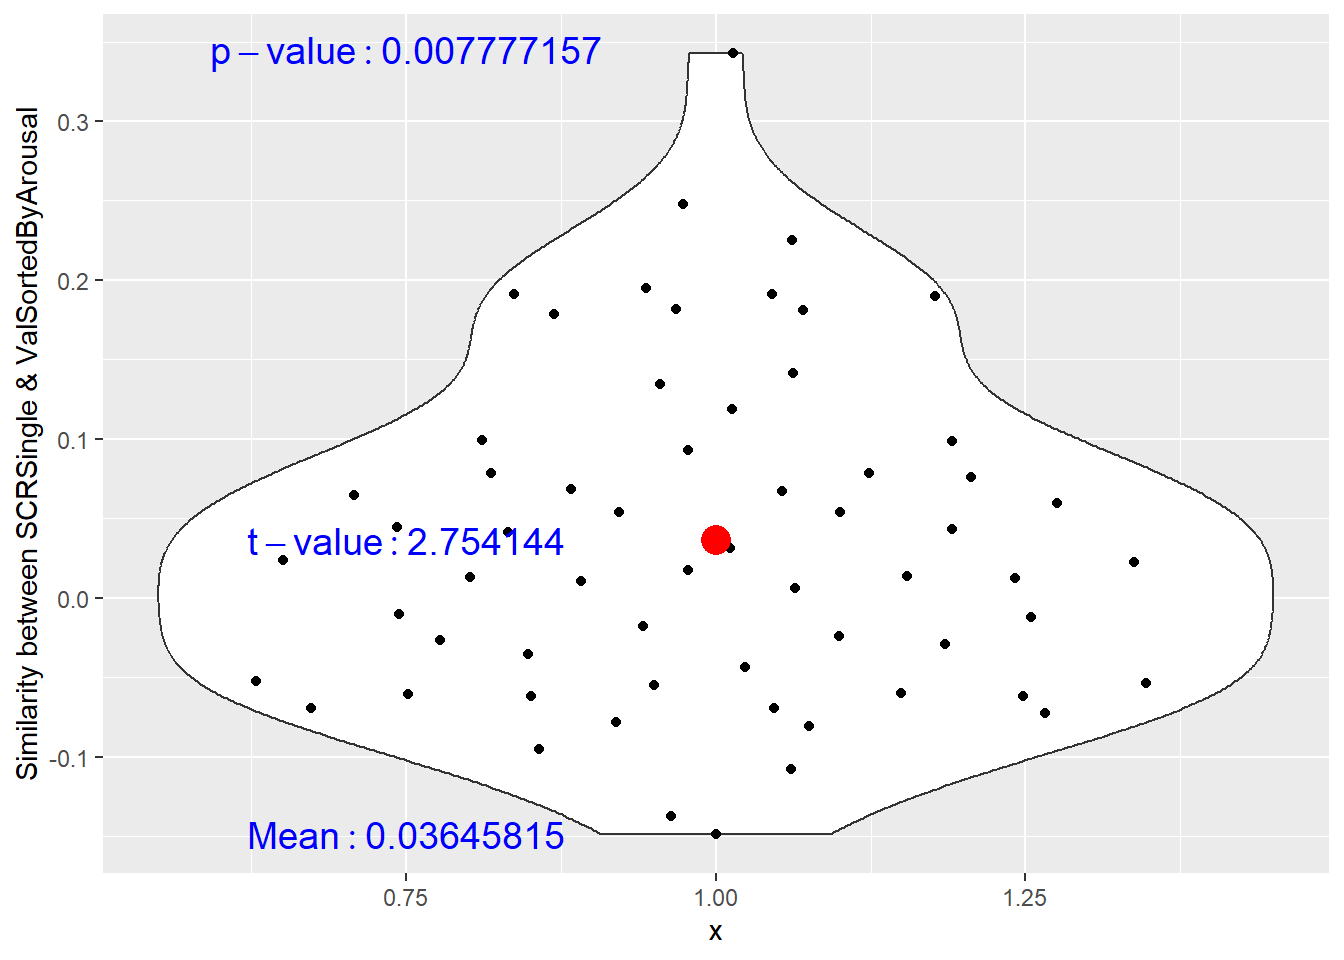 p − value : 0.007777157
0.3
0.2
0.1
t − value : 2.754144
0.0
-0.1
Mean : 0.03645815
Similarity between SCRSingle & ValSortedByArousal
0.75
1.00
1.25
x